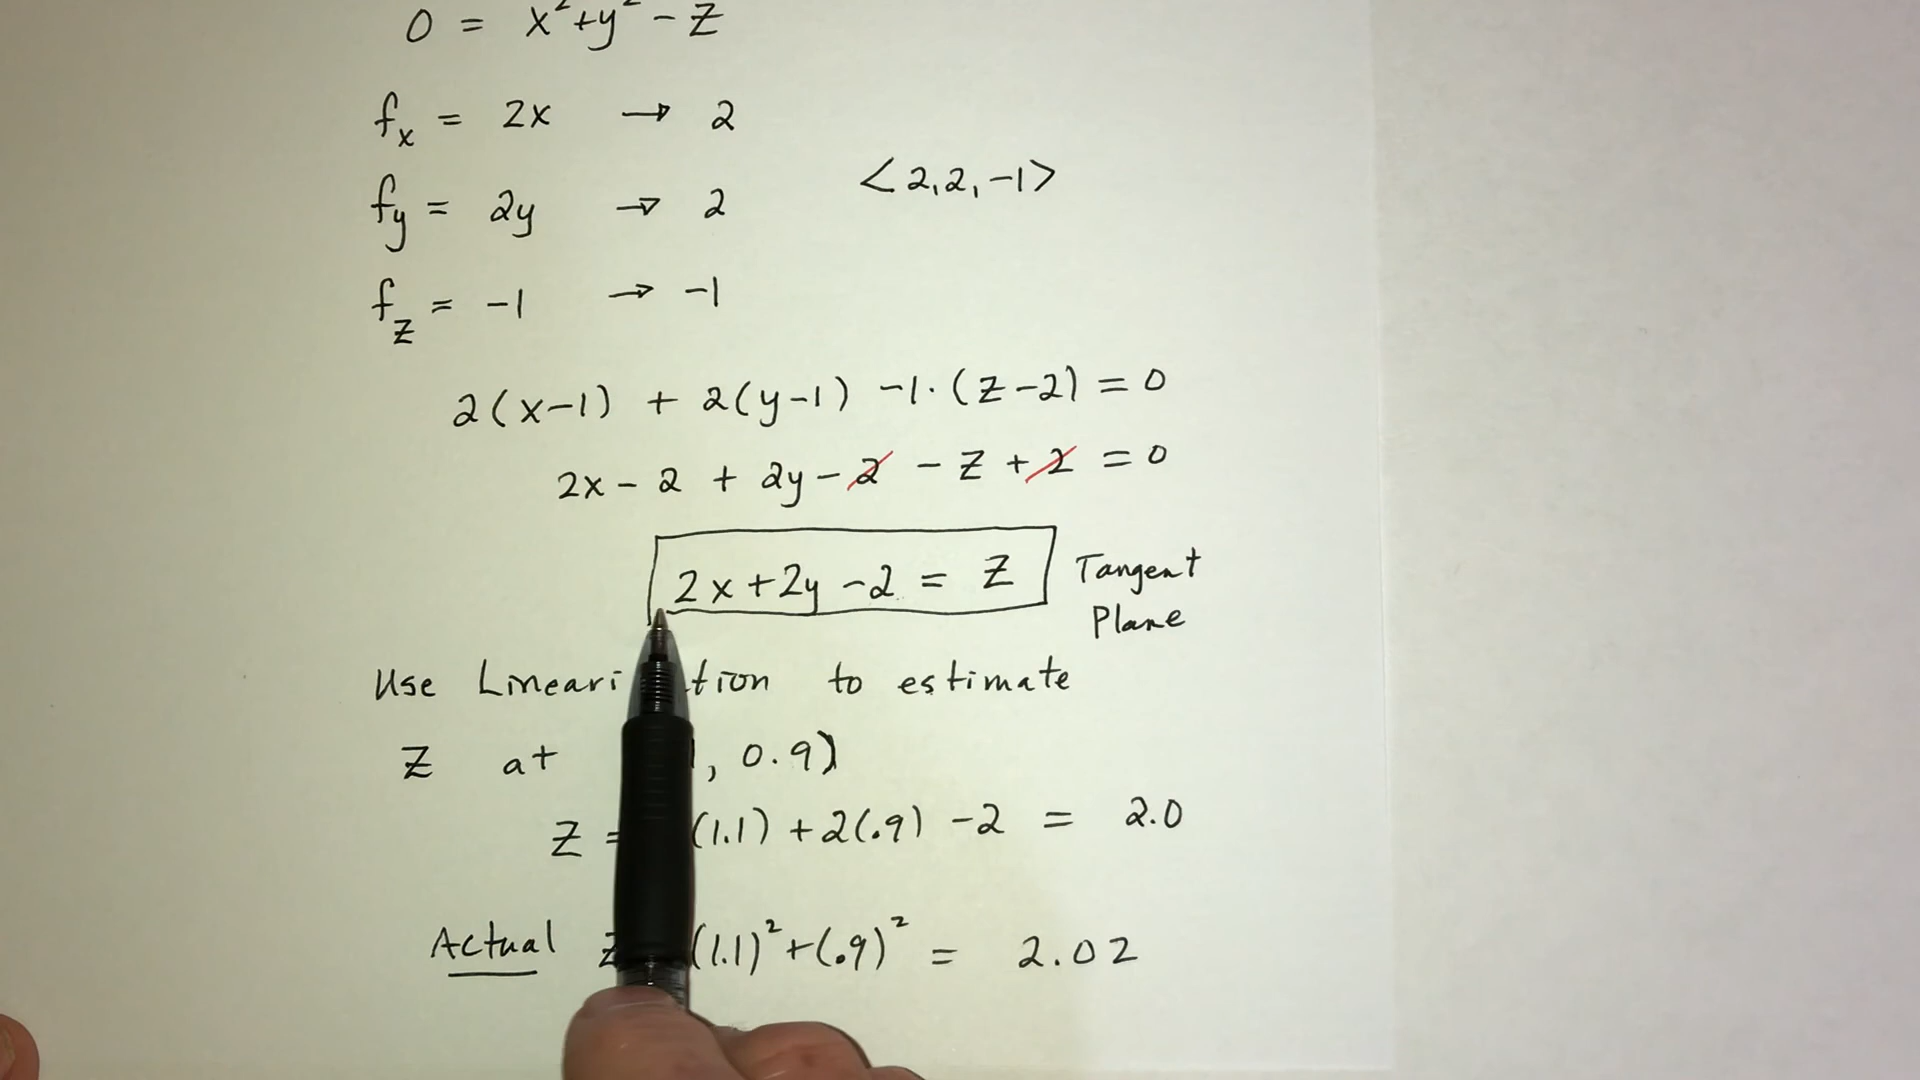 0 = x²+y² - z
fx = 2x → 2
fy = 2y → 2
<2,2,-1>
fz = -1 → -1
2(x-1) + 2(y-1) -1·(z-2) = 0
2x - 2 + 2y - 2 - z + 2 = 0
2x+2y-2 = z
Tangent
Plane
Use to estimate
z at , 0.9)
z = (1.1) + 2(.9) - 2 = 2.0
Actual z (1.1)²+(.9)² = 2.02